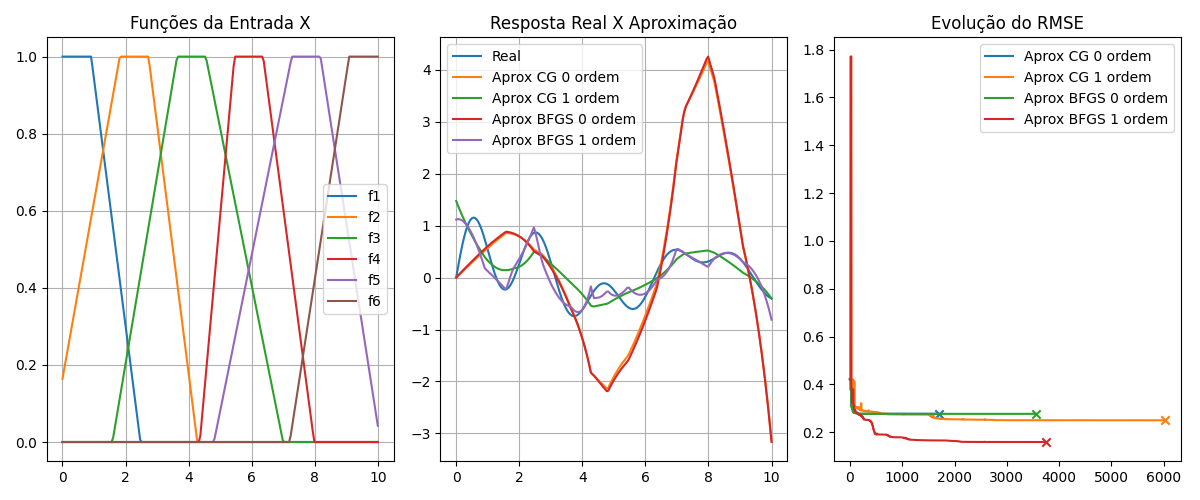 Funções da Entrada X
1.0
0.8
0.6
0.4
0.2
0.0
0
2
4
6
8
10
f1
f2
f3
f4
f5
f6
Resposta Real X Aproximação
4
3
2
1
0
−1
−2
−3
0
2
4
6
8
10
Real
Aprox CG 0 ordem
Aprox CG 1 ordem
Aprox BFGS 0 ordem
Aprox BFGS 1 ordem
Evolução do RMSE
1.8
1.6
1.4
1.2
1.0
0.8
0.6
0.4
0.2
0
1000
2000
3000
4000
5000
6000
Aprox CG 0 ordem
Aprox CG 1 ordem
Aprox BFGS 0 ordem
Aprox BFGS 1 ordem